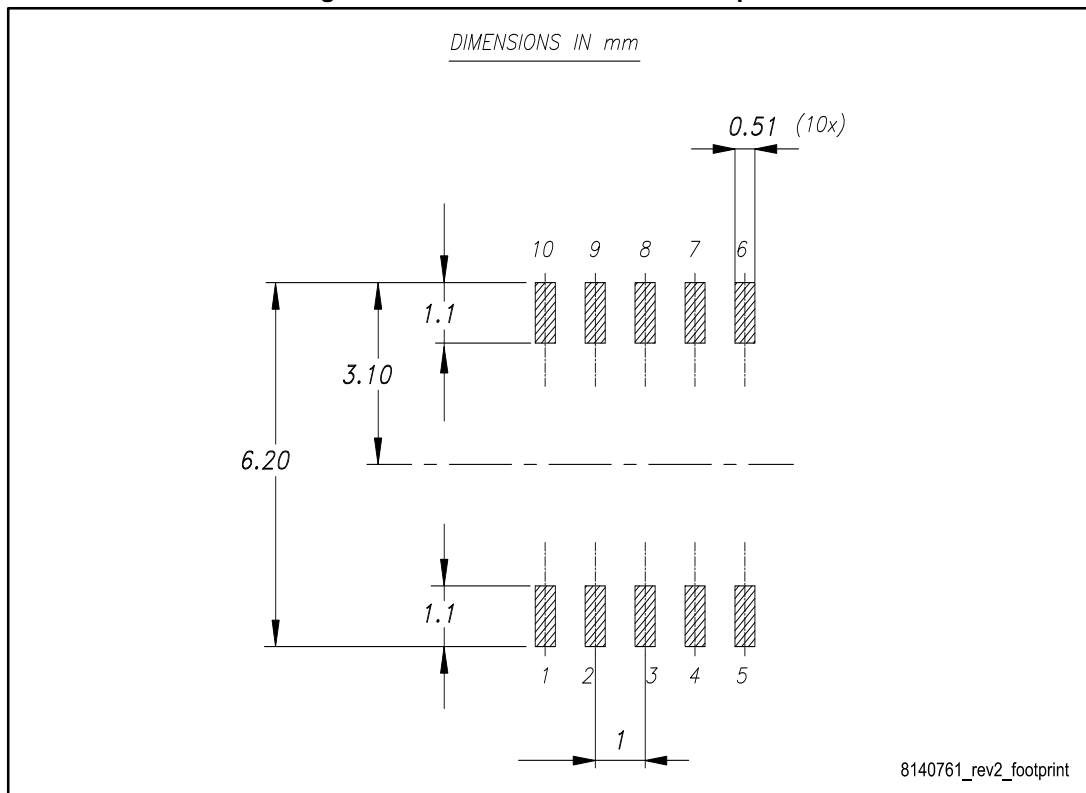 DIMENSIONS IN mm
0.51 (10x)
10 9 8 7 6
1.1
3.10
6.20
1.1
1 2 3 4 5
1
8140761_rev2_footprint